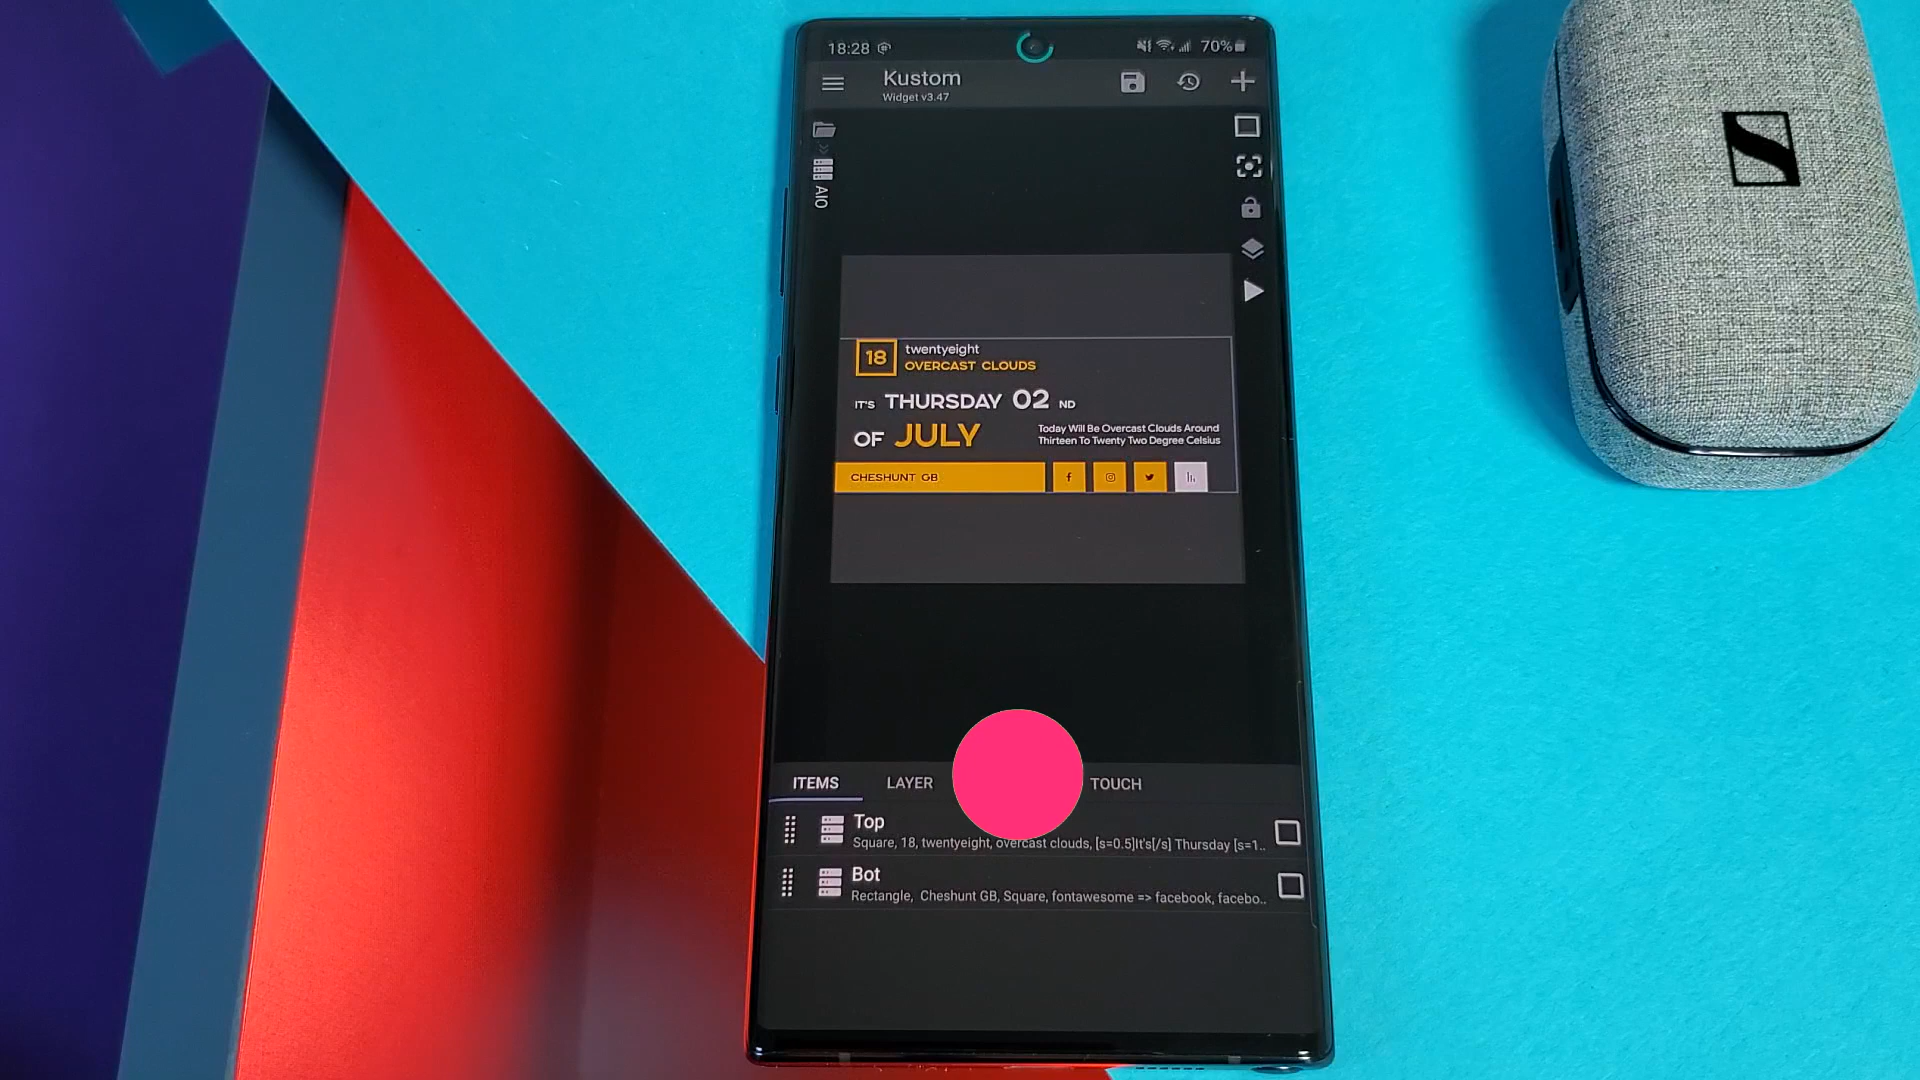 18:28
70%
Kustom
Widget v3.47
AIO
18
twentyeight
OVERCAST CLOUDS
IT'S THURSDAY 02 ND
OF JULY
Today Will Be Overcast Clouds Around
Thirteen To Twenty Two Degree Celsius
CHESHUNT GB
ITEMS
LAYER
TOUCH
Top
Square, 18, twentyeight, overcast clouds, [s=0.5]It's[/s] Thursday [s=1..
Bot
Rectangle, Cheshunt GB, Square, fontawesome => facebook, facebo..